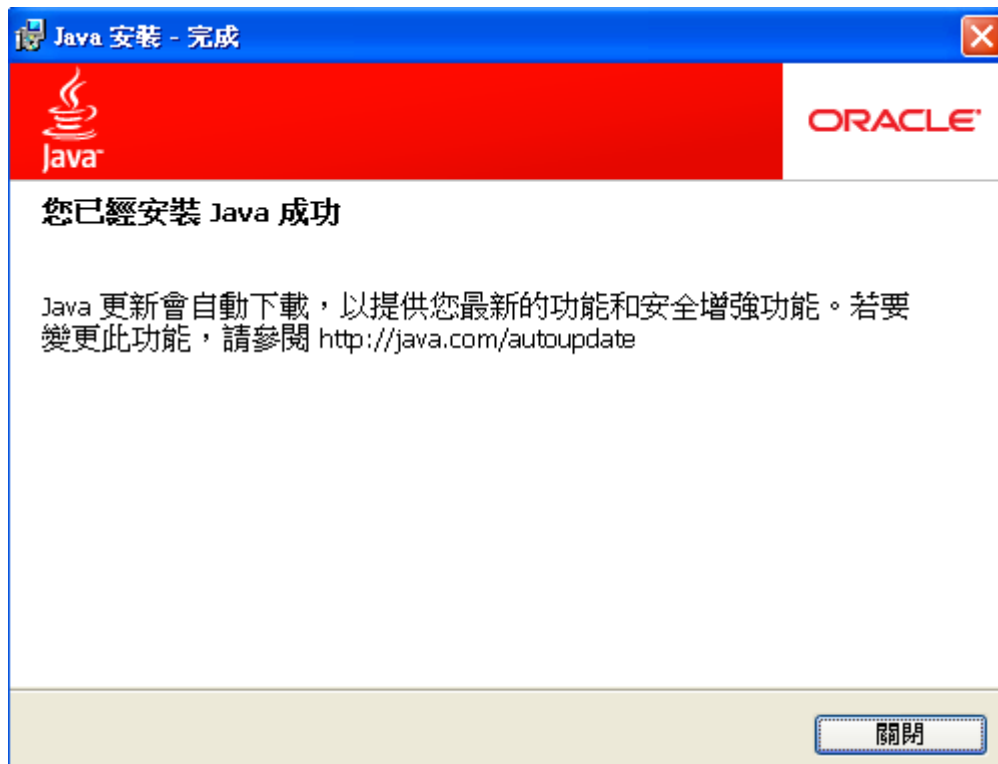 Java 安裝 - 完成
Java
ORACLE
您已經安裝 Java 成功
Java 更新會自動下載，以提供您最新的功能和安全增強功能。若要
變更此功能，請參閱 http://java.com/autoupdate
關閉